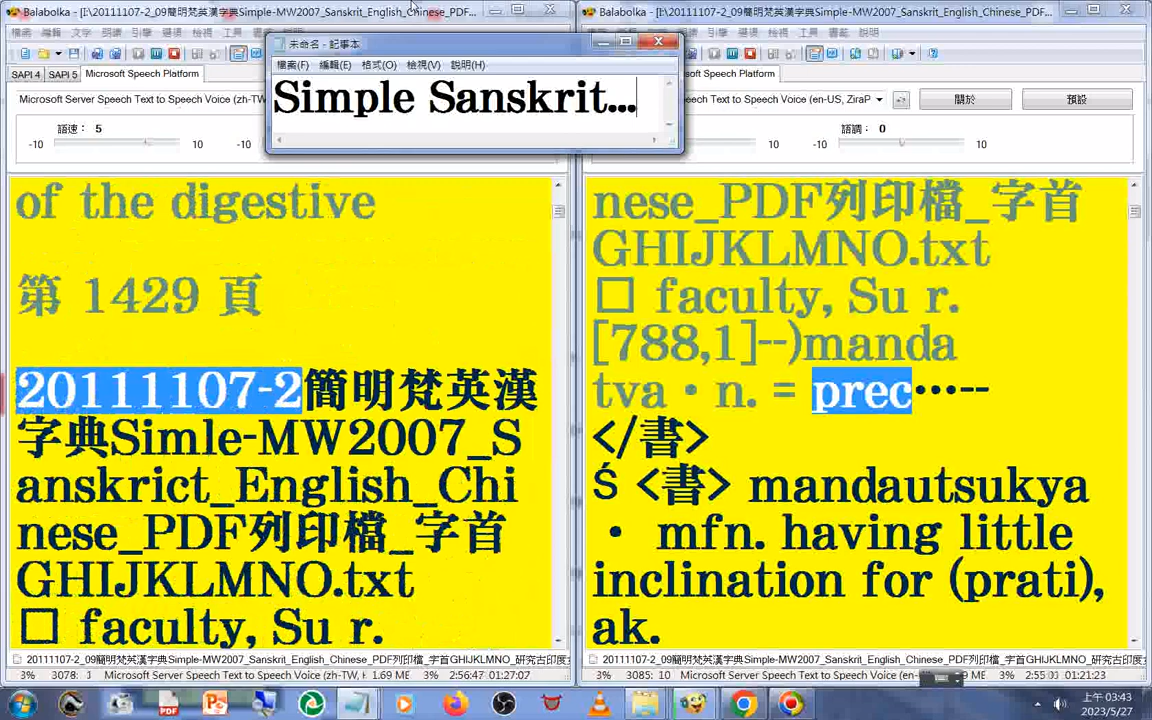 Balabolka - [I:\20111107-2_09簡明梵英漢字典Simple-MW2007_Sanskrit_English_Chinese_PDF...
Balabolka - [I:\20111107-2_09簡明梵英漢字典Simple-MW2007_Sanskrit_English_Chinese_PDF...
未命名 - 記事本
檔案(F) 編輯(E) 格式(O) 檢視(V) 說明(H)
Simple Sanskrit...
SAPI 4 SAPI 5 Microsoft Speech Platform
Speech Platform
Microsoft Server Speech Text to Speech Voice (zh-TW
eech Text to Speech Voice (en-US, ZiraP
關於
預設
語速： 5
語調： 0
-10 10 -10
10 -10 10
of the digestive
第 1429 頁
20111107-2簡明梵英漢
字典Simle-MW2007_S
anskrict_English_Chi
nese_PDF列印檔_字首
GHIJKLMNO.txt
□ faculty, Su r.
nese_PDF列印檔_字首
GHIJKLMNO.txt
□ faculty, Su r.
[788,1]--)manda
tva • n. = prec…--
</書>
Ś <書> mandautsukya
• mfn. having little
inclination for (prati),
ak.
20111107-2_09簡明梵英漢字典Simple-MW2007_Sanskrit_English_Chinese_PDF列印檔_字首GHIJKLMNO_研究古印度
20111107-2_09簡明梵英漢字典Simple-MW2007_Sanskrit_English_Chinese_PDF列印檔_字首GHIJKLMNO_研究古印度
3% 3078: 1.69 MB 3% 2:56:47 01:27:07 Microsoft Server Speech Text to Speech Voice (zh-TW,
3% 3085: 10 MB 3% 2:55 01:21:23 Microsoft Server Speech Text to Speech Voice (en-
上午 03:43
2023/5/27